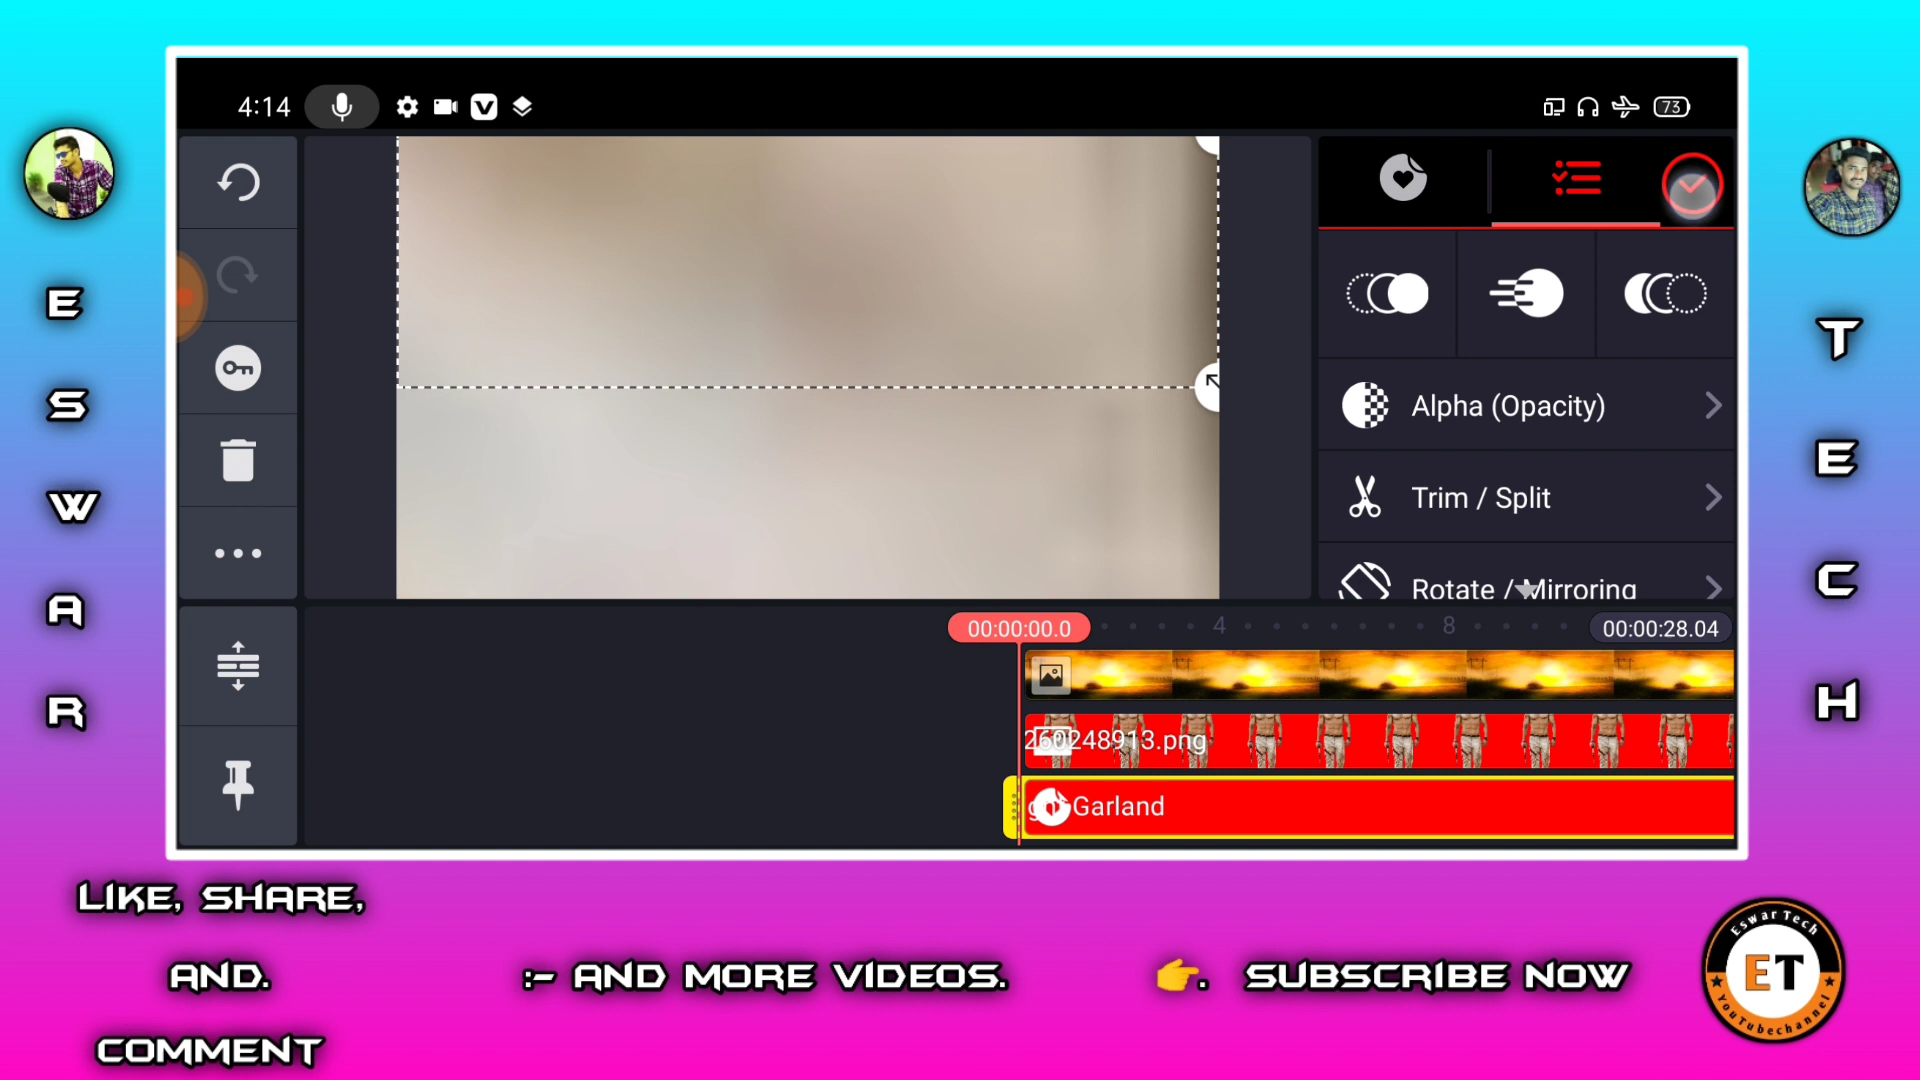 4:14
73
E
S
W
A
R
T
E
C
H
Alpha (Opacity)
Trim / Split
Rotate / Mirroring
00:00:00.0
4
8
00:00:28.04
260248913.png
Garland
LIKE, SHARE,
AND.
COMMENT
:- AND MORE VIDEOS.
👉. SUBSCRIBE NOW
Eswar Tech
ET
YouTubechannel